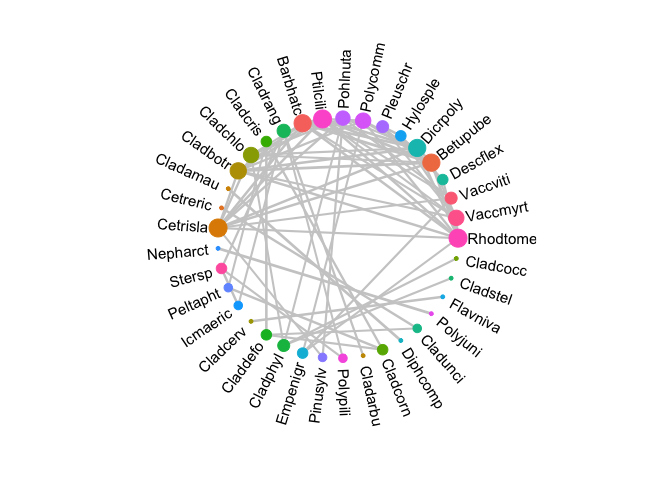 Pohlnuta
Polycomm
Pleuschr
Hylosple
Dicrpoly
Betupube
Descflex
Vaccviti
Vaccmyrt
Rhodtome
Cladcocc
Cladstel
Flavniva
Polyjuni
Cladunci
Diphcomp
Cladcorn
Cladarbu
Polypili
Pinusylv
Empenigr
Cladphyl
Claddefo
Cladcerv
Icmaeric
Peltapht
Stersp
Nepharct
Cetrisla
Cetreric
Cladamau
Cladbotr
Cladchlo
Cladcris
Cladrang
Barbhatc
Ptilcili